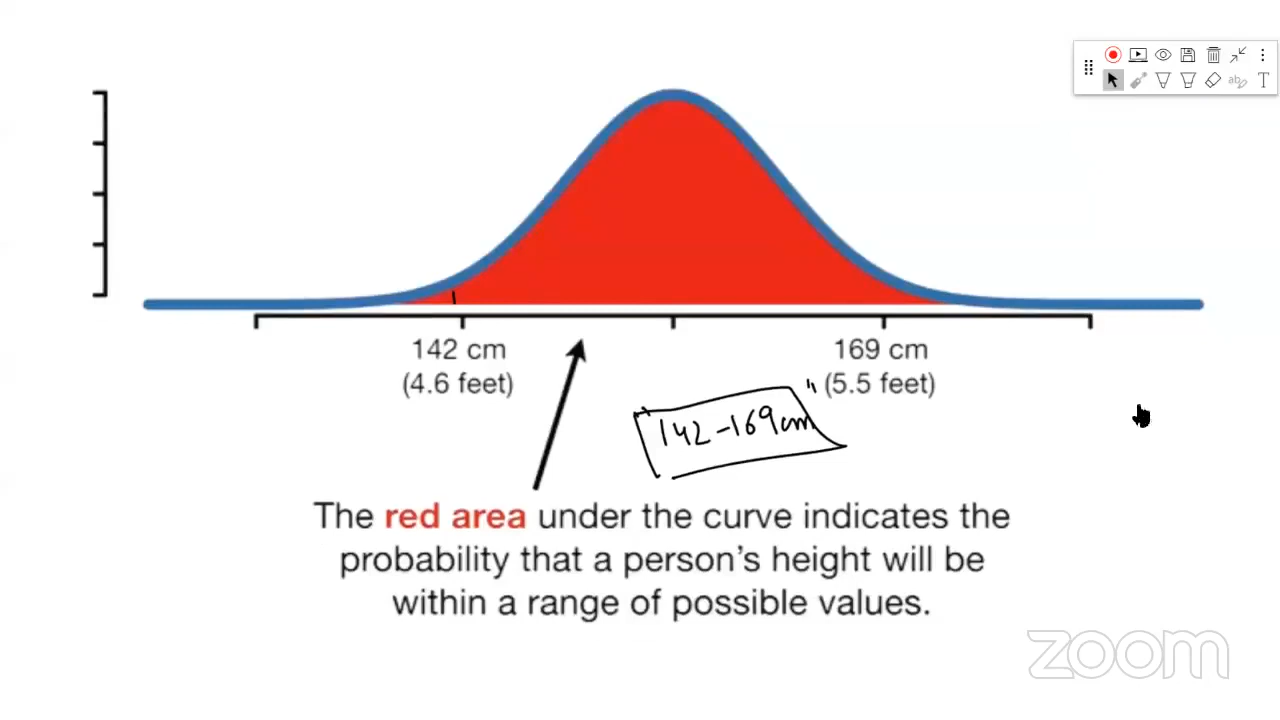 142 cm
(4.6 feet)
169 cm
(5.5 feet)
"142-169cm"
The red area under the curve indicates the
probability that a person's height will be
within a range of possible values.
zoom
ab
T